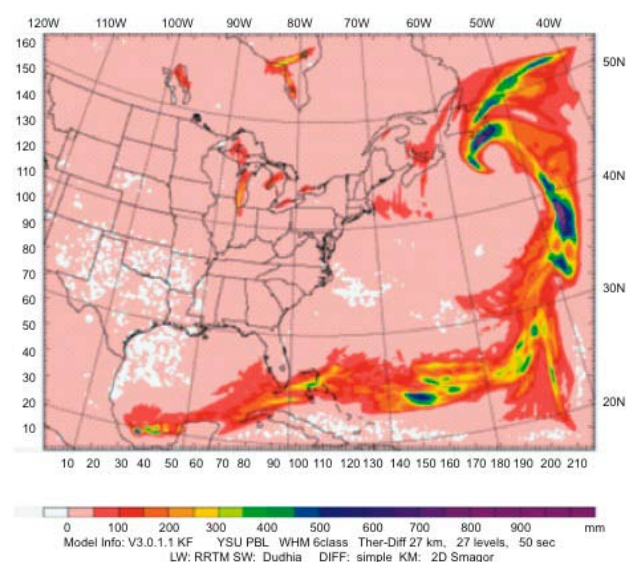 120W 110W 100W 90W 80W 70W 60W 50W 40W
160
150
140
130
120
110
100
90
80
70
60
50
40
30
20
10
50N
40N
30N
20N
10 20 30 40 50 60 70 80 90 100 110 120 130 140 150 160 170 180 190 200 210
0 100 200 300 400 500 600 700 800 900 mm
Model Info: V3.0.1.1 KF YSU PBL WHM 6class Ther-Diff 27 km, 27 levels, 50 sec
LW: RRTM SW: Dudhia DIFF: simple KM: 2D Smagor